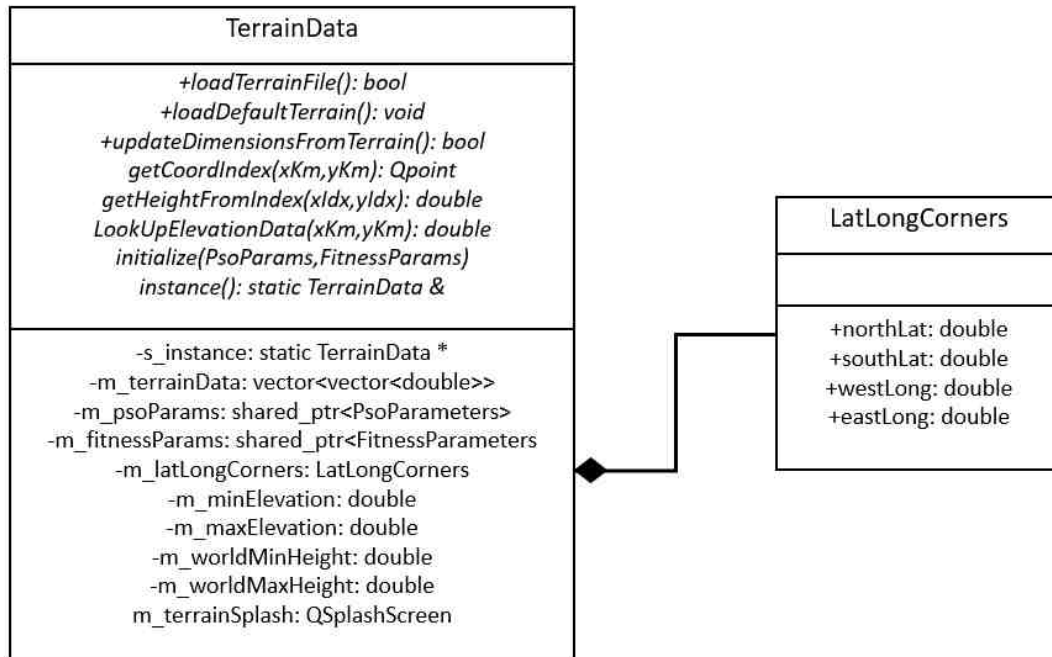 TerrainData
+loadTerrainFile(): bool
+loadDefaultTerrain(): void
+updateDimensionsFromTerrain(): bool
getCoordIndex(xKm,yKm): Qpoint
getHeightFromIndex(xIdx,yIdx): double
LookUpElevationData(xKm,yKm): double
initialize(PsoParams,FitnessParams)
instance(): static TerrainData &
-s_instance: static TerrainData *
-m_terrainData: vector<vector<double>>
-m_psoParams: shared_ptr<PsoParameters>
-m_fitnessParams: shared_ptr<FitnessParameters
-m_latLongCorners: LatLongCorners
-m_minElevation: double
-m_maxElevation: double
-m_worldMinHeight: double
-m_worldMaxHeight: double
m_terrainSplash: QSplashScreen
LatLongCorners
+northLat: double
+southLat: double
+westLong: double
+eastLong: double